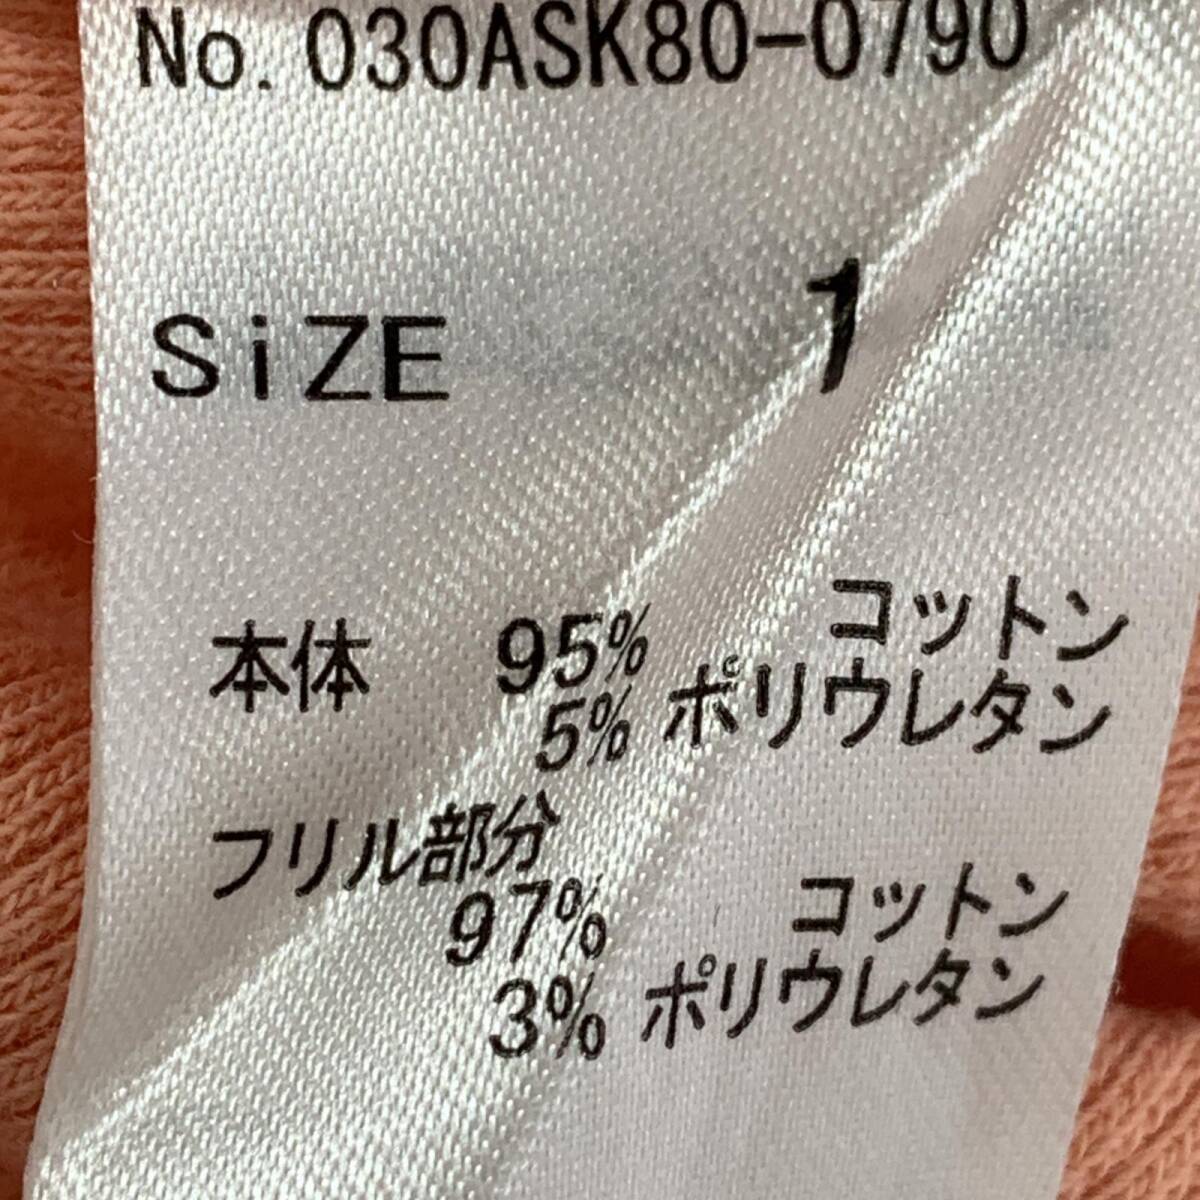 No. 030ASK80-0790
SiZE 1
本体 95% コットン
5% ポリウレタン
フリル部分
97% コットン
3% ポリウレタン